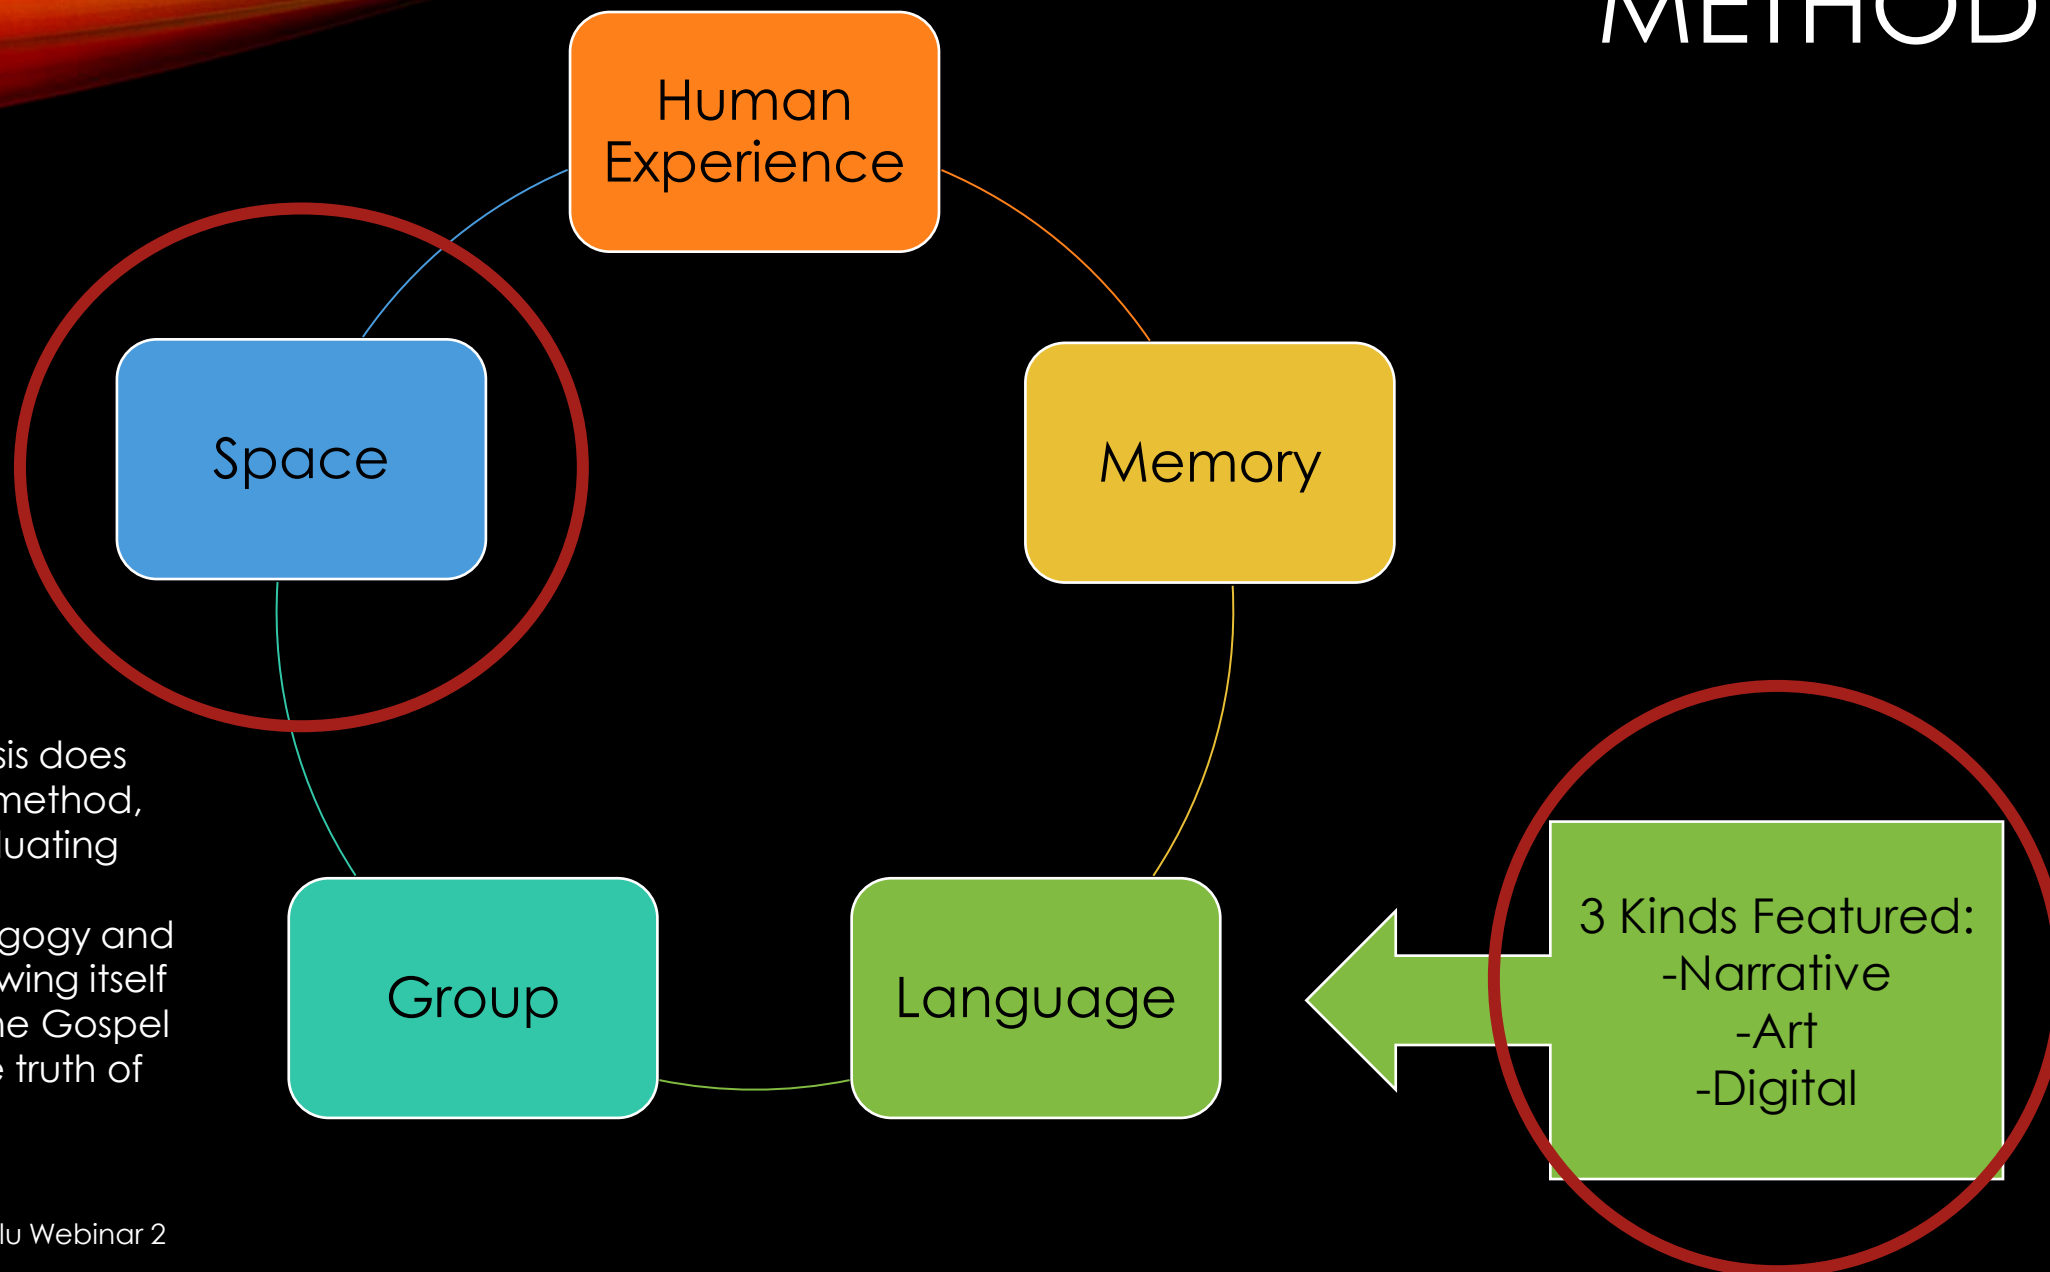 METHOD
Human
Experience
Space
Memory
sis does
method,
luating
gogy and
wing itself
he Gospel
e truth of
Group
Language
3 Kinds Featured:
-Narrative
-Art
-Digital
lu Webinar 2